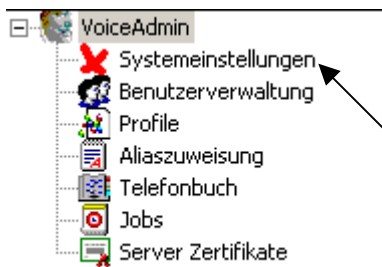 VoiceAdmin
Systemeinstellungen
Benutzerverwaltung
Profile
Aliaszuweisung
Telefonbuch
Jobs
Server Zertifikate